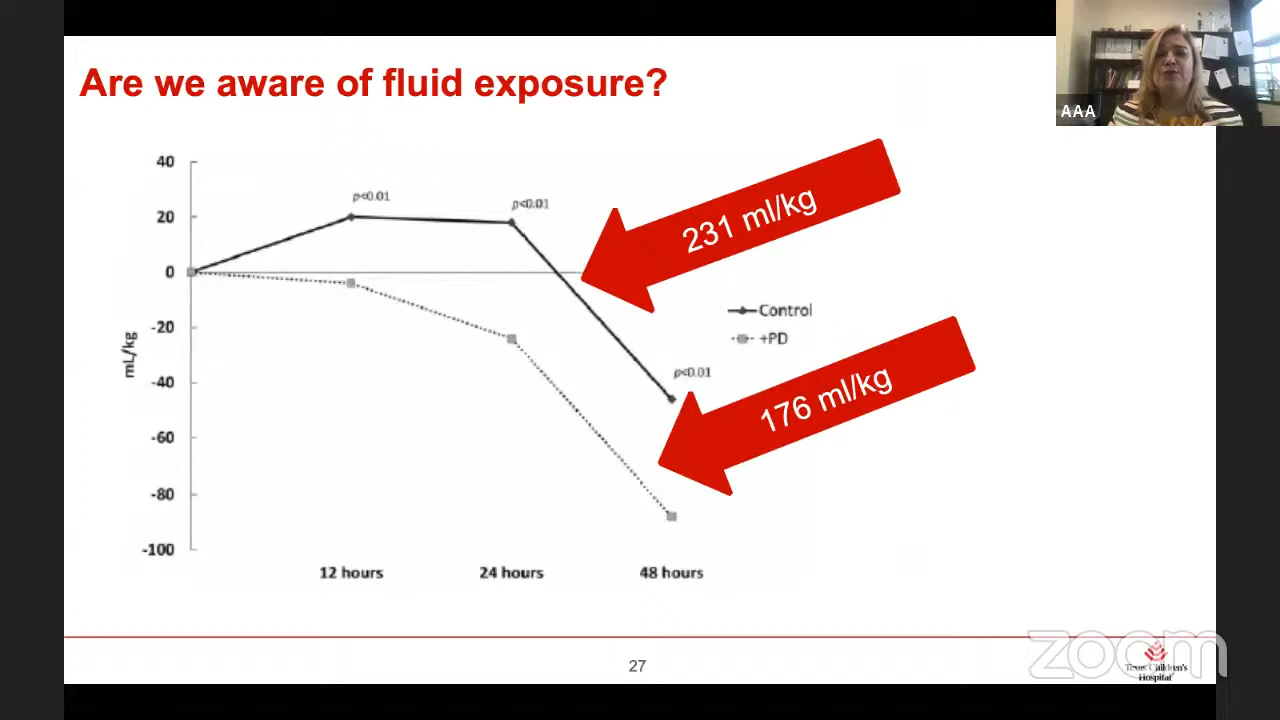 Are we aware of fluid exposure?
AAA
40
20
0
-20
-40
-60
-80
-100
mL/kg
p<0.01
p<0.01
p<0.01
231 ml/kg
Control
+PD
176 ml/kg
12 hours
24 hours
48 hours
27
zoom
Texas Children's
Hospital